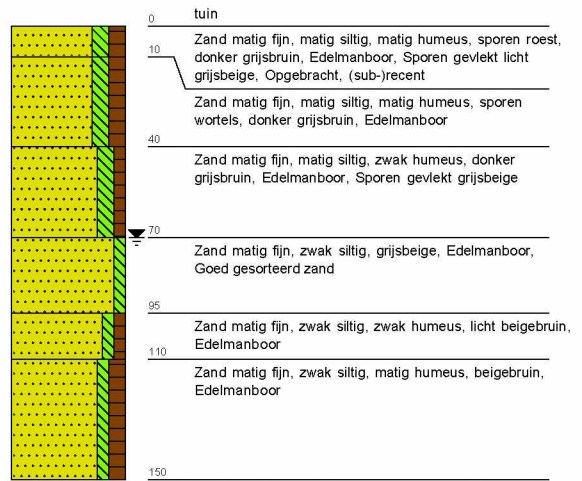 0
tuin
Zand matig fijn, matig siltig, matig humeus, sporen roest,
donker grijsbruin, Edelmanboor, Sporen gevlekt licht
grijsbeige, Opgebracht, (sub-)recent
10
Zand matig fijn, matig siltig, matig humeus, sporen
wortels, donker grijsbruin, Edelmanboor
40
Zand matig fijn, matig siltig, zwak humeus, donker
grijsbruin, Edelmanboor, Sporen gevlekt grijsbeige
70
Zand matig fijn, zwak siltig, grijsbeige, Edelmanboor,
Goed gesorteerd zand
95
Zand matig fijn, zwak siltig, zwak humeus, licht beigebruin,
Edelmanboor
110
Zand matig fijn, zwak siltig, matig humeus, beigebruin,
Edelmanboor
150